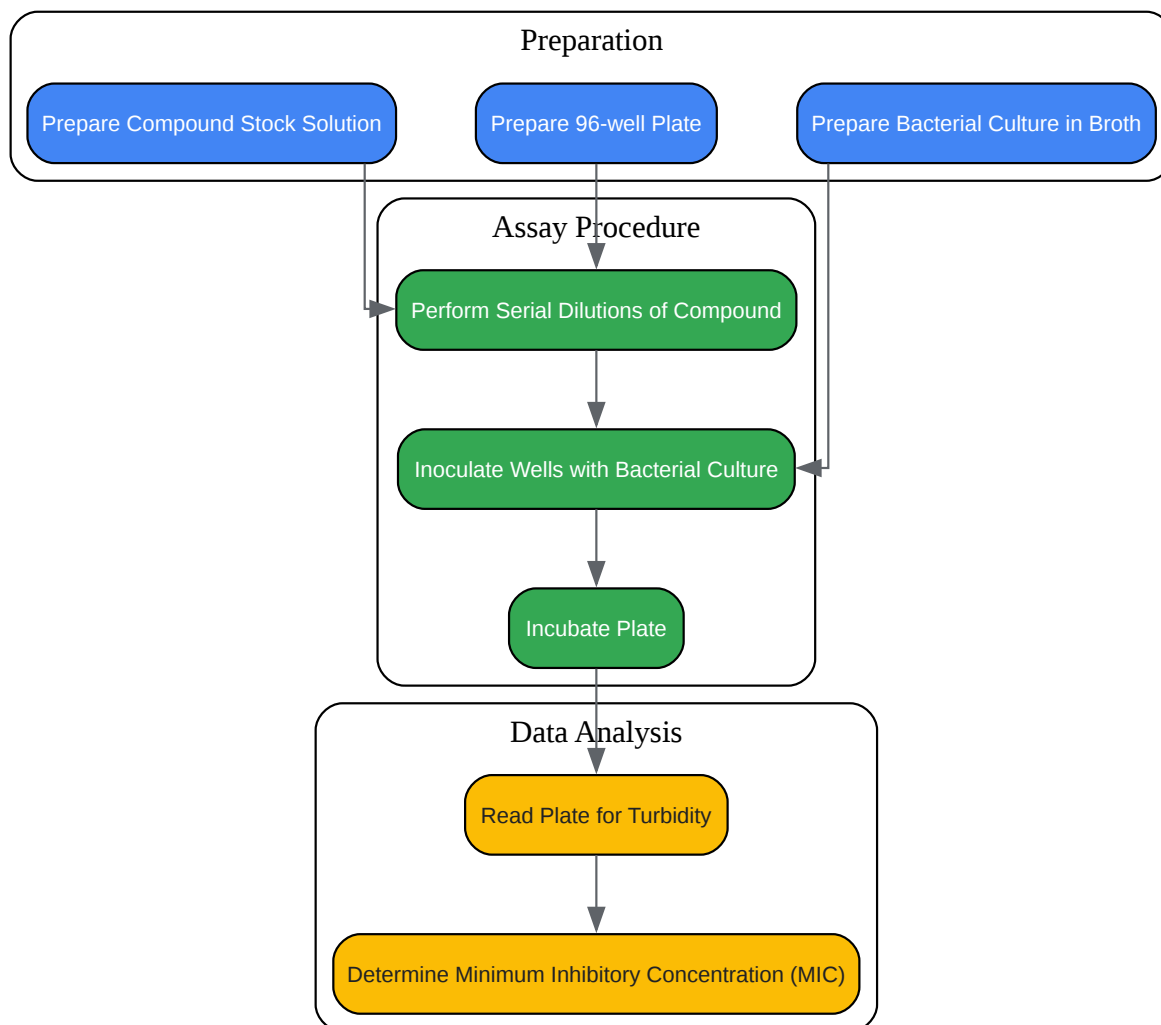 Preparation
Prepare Compound Stock Solution
Prepare 96-well Plate
Prepare Bacterial Culture in Broth
Assay Procedure
Perform Serial Dilutions of Compound
Inoculate Wells with Bacterial Culture
Incubate Plate
Data Analysis
Read Plate for Turbidity
Determine Minimum Inhibitory Concentration (MIC)